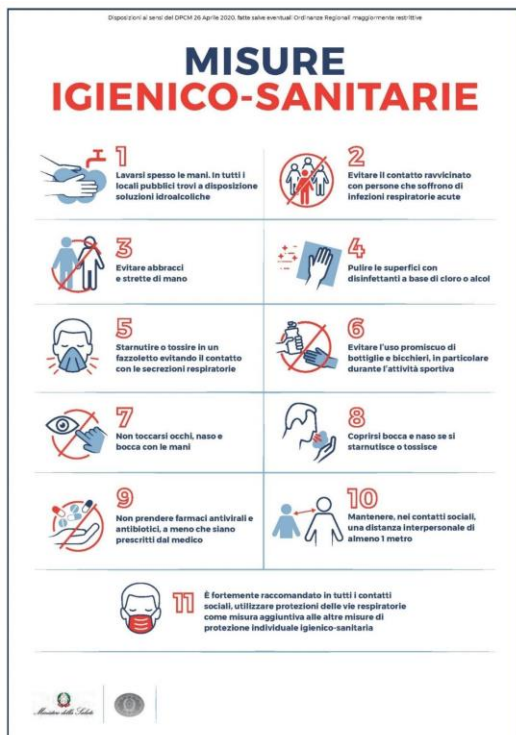 Disposizioni ai sensi del DPCM 26 Aprile 2020, fatte salve eventuali Ordinanze Regionali maggiormente restrittive
MISURE
IGIENICO-SANITARIE
1
Lavarsi spesso le mani. In tutti i
locali pubblici trovi a disposizione
soluzioni idroalcoliche
2
Evitare il contatto ravvicinato
con persone che soffrono di
infezioni respiratorie acute
3
Evitare abbracci
e strette di mano
4
Pulire le superfici con
disinfettanti a base di cloro o alcol
5
Starnutire o tossire in un
fazzoletto evitando il contatto
con le secrezioni respiratorie
6
Evitare l'uso promiscuo di
bottiglie e bicchieri, in particolare
durante l'attività sportiva
7
Non toccarsi occhi, naso e
bocca con le mani
8
Coprirsi bocca e naso se si
starnutisce o tossisce
9
Non prendere farmaci antivirali e
antibiotici, a meno che siano
prescritti dal medico
10
Mantenere, nei contatti sociali,
una distanza interpersonale di
almeno 1 metro
11
È fortemente raccomandato in tutti i contatti
sociali, utilizzare protezioni delle vie respiratorie
come misura aggiuntiva alle altre misure di
protezione individuale igienico-sanitaria
Ministero della Salute